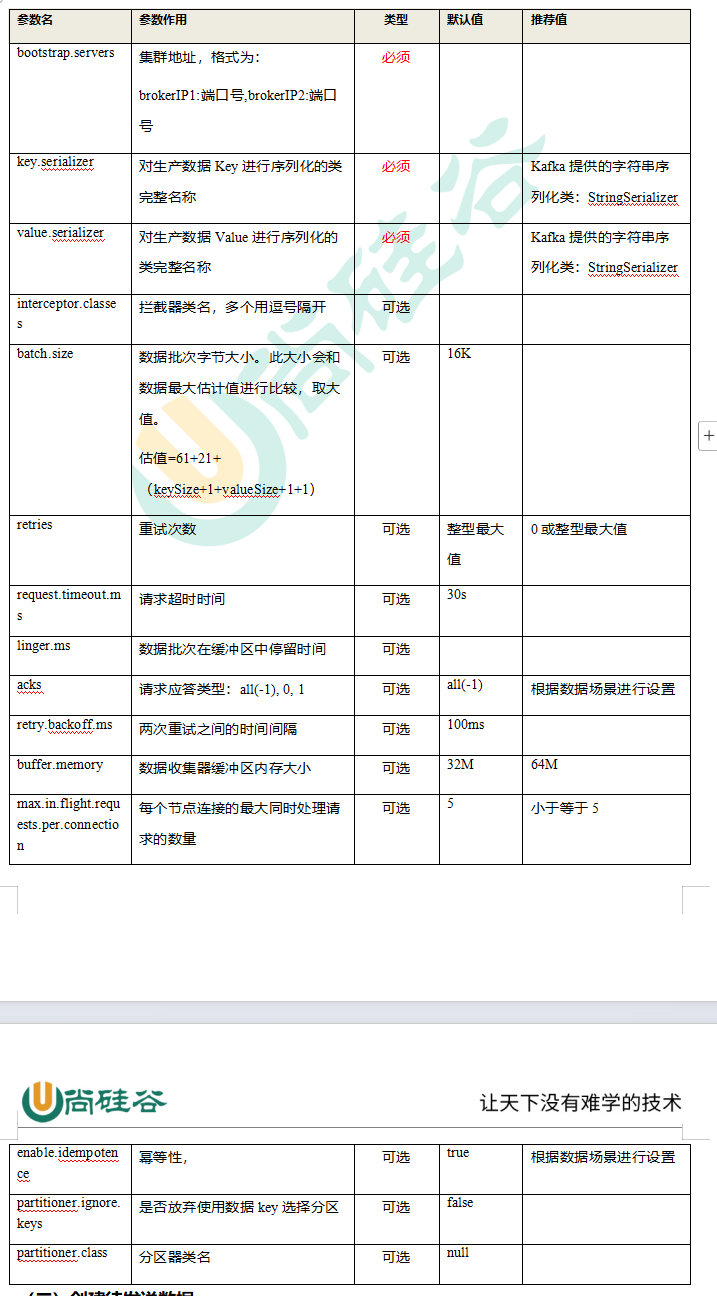 参数名 参数作用 类型 默认值 推荐值
bootstrap.servers 集群地址，格式为： 必须
brokerIP1:端口号,brokerIP2:端口
号
key.serializer 对生产数据 Key 进行序列化的类 必须 Kafka 提供的字符串序
完整名称 列化类：StringSerializer
value.serializer 对生产数据 Value 进行序列化的 必须 Kafka 提供的字符串序
类完整名称 列化类：StringSerializer
interceptor.classe 拦截器类名，多个用逗号隔开 可选
s
batch.size 数据批次字节大小。此大小会和 可选 16K
数据最大估计值进行比较，取大
值。
估值=61+21+
（keySize+1+valueSize+1+1）
retries 重试次数 可选 整型最大 0 或整型最大值
值
request.timeout.m 请求超时时间 可选 30s
s
linger.ms 数据批次在缓冲区中停留时间 可选
acks 请求应答类型：all(-1), 0, 1 可选 all(-1) 根据数据场景进行设置
retry.backoff.ms 两次重试之间的时间间隔 可选 100ms
buffer.memory 数据收集器缓冲区内存大小 可选 32M 64M
max.in.flight.requ 每个节点连接的最大同时处理请 可选 5 小于等于 5
ests.per.connectio 求的数量
n
尚硅谷
尚硅谷 让天下没有难学的技术
enable.idempoten 幂等性， 可选 true 根据数据场景进行设置
ce
partitioner.ignore. 是否放弃使用数据 key 选择分区 可选 false
keys
partitioner.class 分区器类名 可选 null